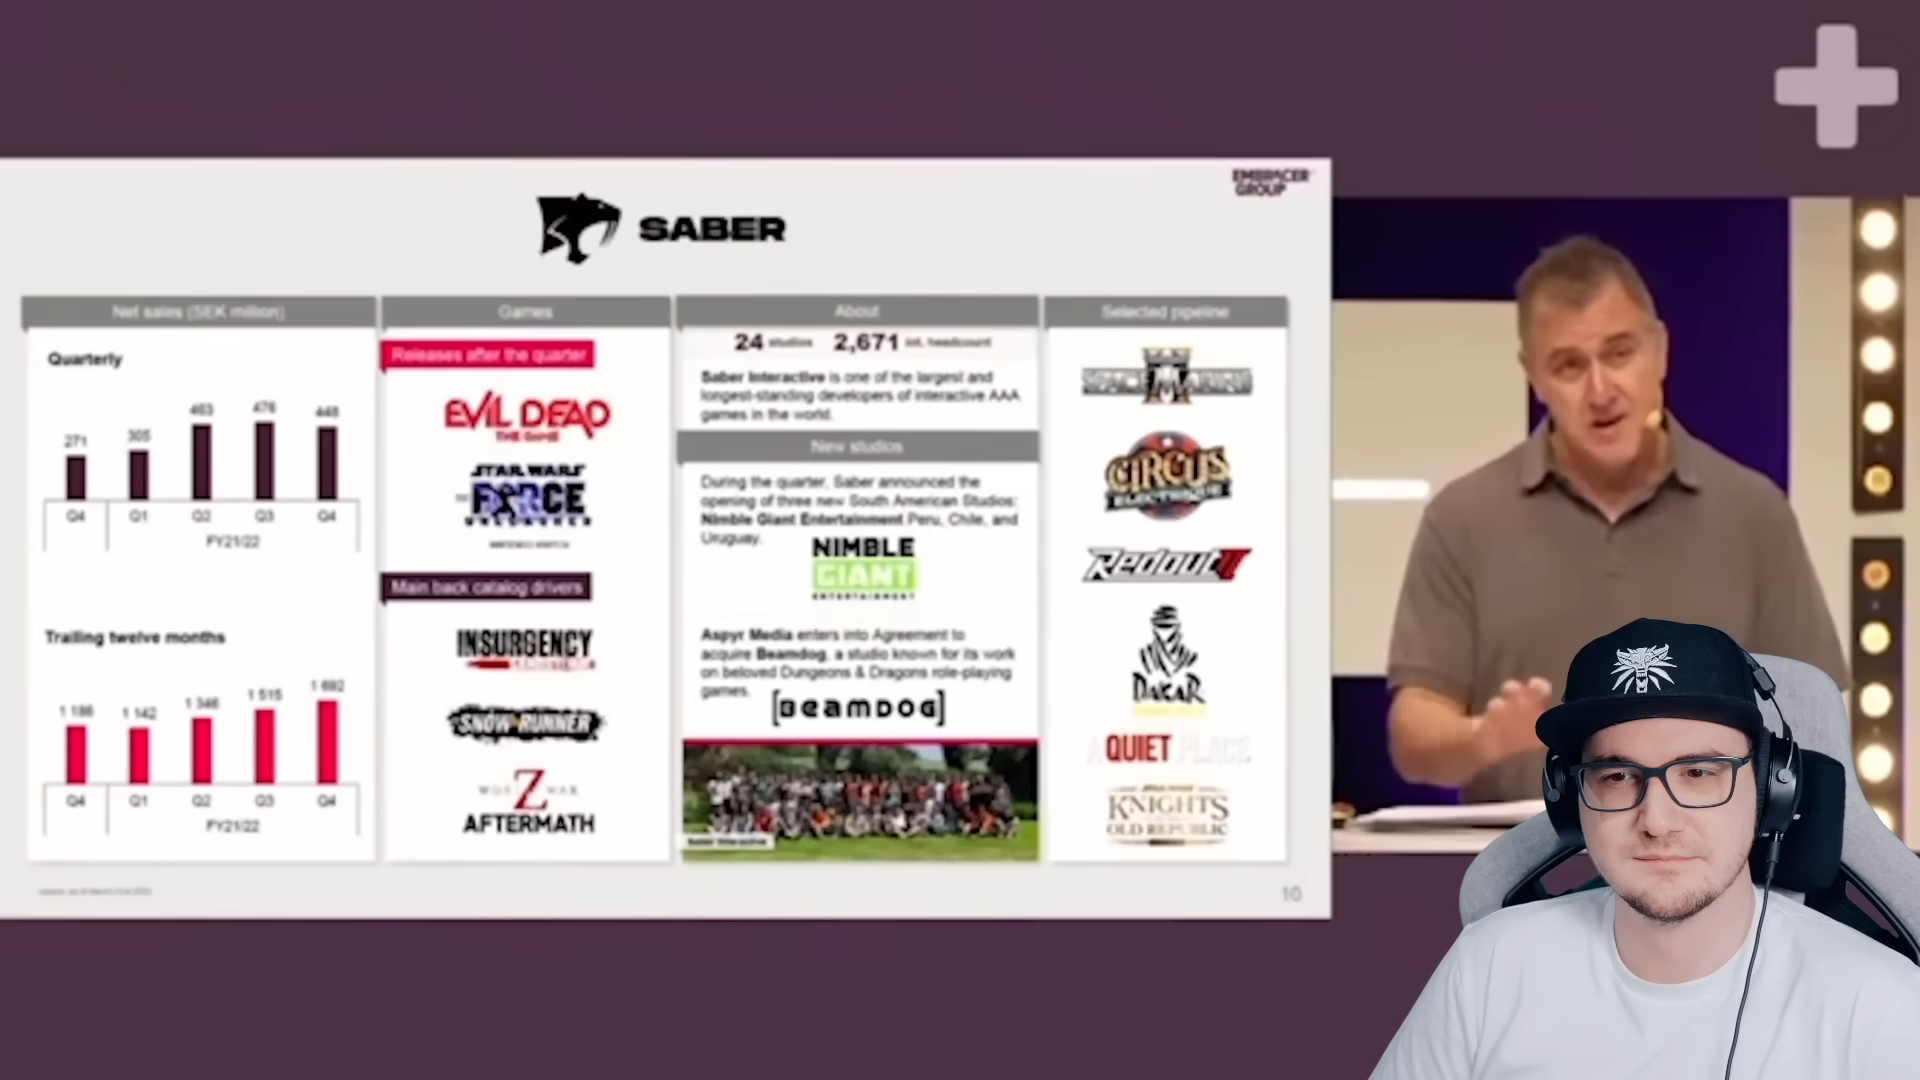 EMBRACER
GROUP
SABER
Net sales (SEK million)
Quarterly
271
305
463
476
448
Q4
Q1
Q2
Q3
Q4
FY21/22
Trailing twelve months
1 186
1 142
1 346
1 515
1 692
Q4
Q1
Q2
Q3
Q4
FY21/22
Games
Releases after the quarter
EVIL DEAD
THE GAME
STAR WARS
THE FORCE
UNLEASHED
Main back catalog drivers
INSURGENCY
SANDSTORM
SNOWRUNNER
WORLD WAR Z
AFTERMATH
About
24 studios 2,671 int. headcount
Saber Interactive is one of the largest and
longest-standing developers of interactive AAA
games in the world.
New studios
During the quarter, Saber announced the
opening of three new South American Studios:
Nimble Giant Entertainment Peru, Chile, and
Uruguay.
NIMBLE
GIANT
ENTERTAINMENT
Aspyr Media enters into Agreement to
acquire Beamdog, a studio known for its work
on beloved Dungeons & Dragons role-playing
games.
[BEAMDOG]
Saber Interactive
Selected pipeline
SPACE MARINE II
CIRCUS
ELECTRIQUE
Redout II
DAKAR
A QUIET PLACE
KNIGHTS
OLD REPUBLIC
10